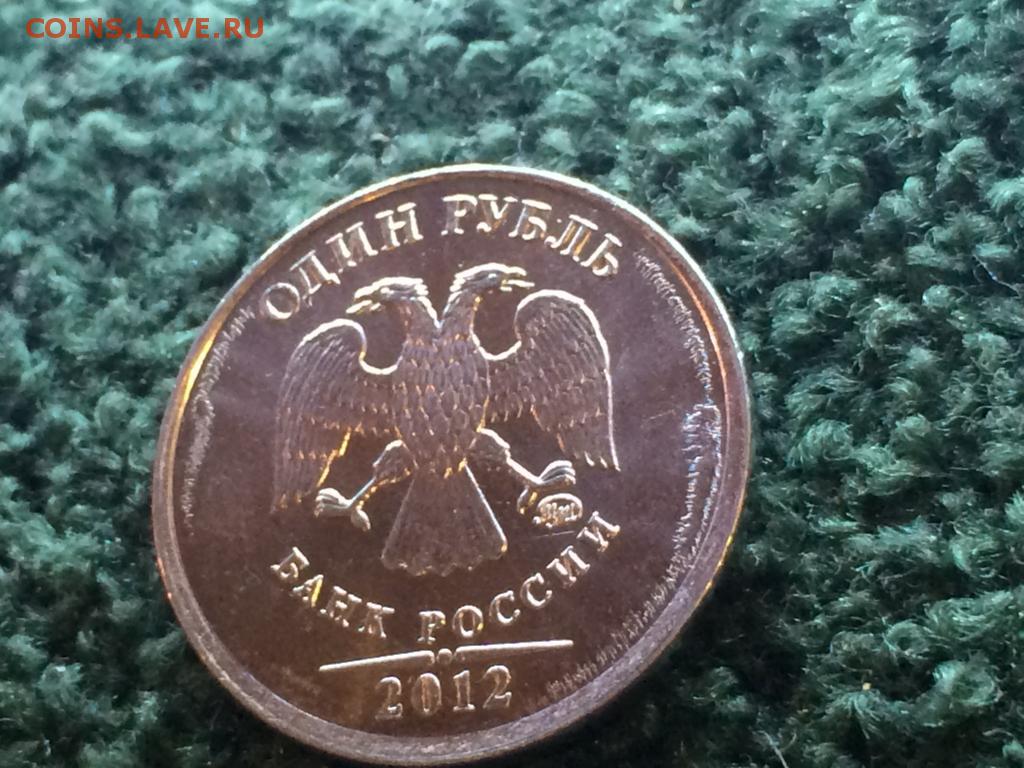 COINS.LAVE.RU
ОДИН РУБЛЬ
ММД
БАНК РОССИИ
2012